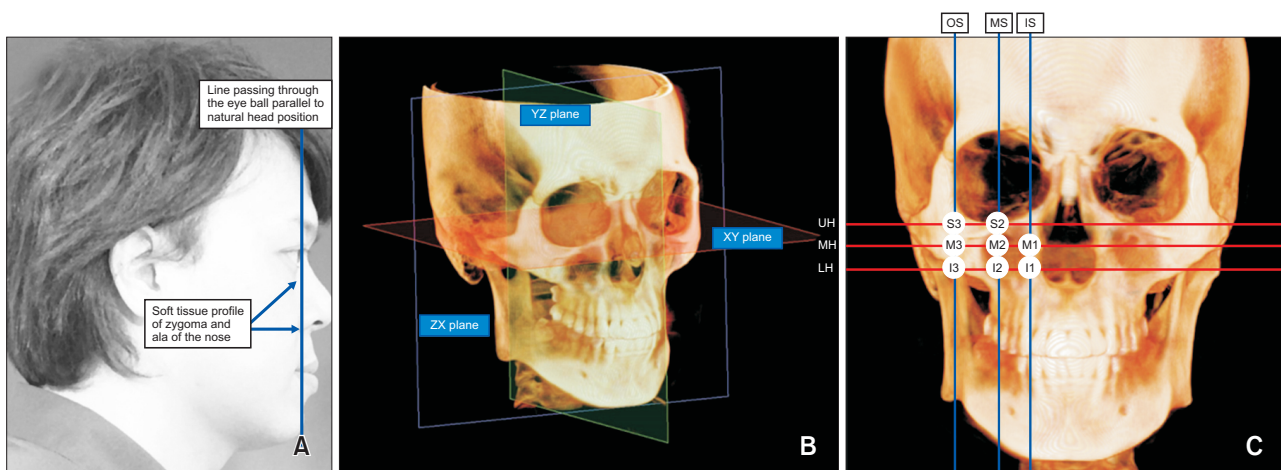 Line passing through
the eye ball parallel to
natural head position
Soft tissue profile
of zygoma and
ala of the nose
A
YZ plane
XY plane
ZX plane
B
OS MS IS
UH
MH
LH
S3 S2
M3 M2 M1
I3 I2 I1
C